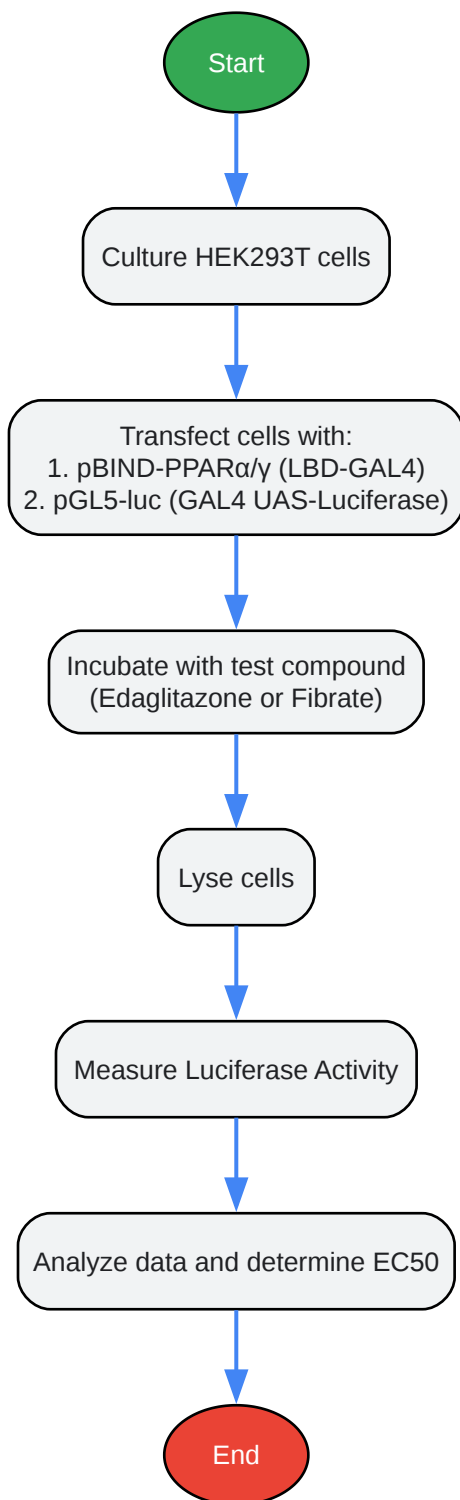 Start
Culture HEK293T cells
Transfect cells with:
1. pBIND-PPARα/γ (LBD-GAL4)
2. pGL5-luc (GAL4 UAS-Luciferase)
Incubate with test compound
(Edaglitazone or Fibrate)
Lyse cells
Measure Luciferase Activity
Analyze data and determine EC50
End